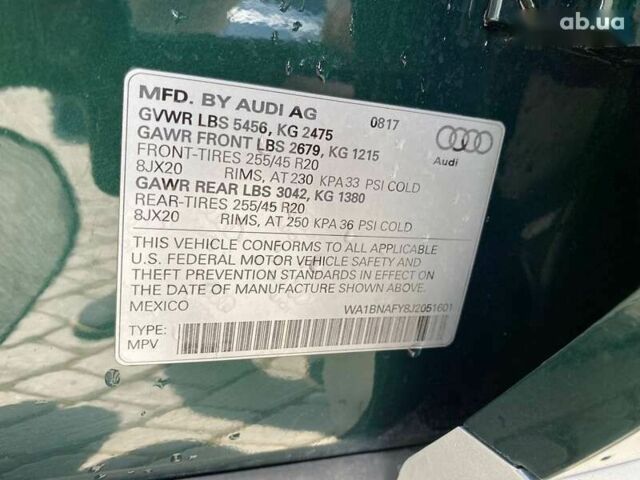 ab.ua
MFD. BY AUDI AG 0817
GVWR LBS 5456, KG 2475
GAWR FRONT LBS 2679, KG 1215
FRONT-TIRES 255/45 R20
8JX20 RIMS, AT 230 KPA 33 PSI COLD
GAWR REAR LBS 3042, KG 1380
REAR-TIRES 255/45 R20
8JX20 RIMS, AT 250 KPA 36 PSI COLD
Audi
THIS VEHICLE CONFORMS TO ALL APPLICABLE
U.S. FEDERAL MOTOR VEHICLE SAFETY AND
THEFT PREVENTION STANDARDS IN EFFECT ON
THE DATE OF MANUFACTURE SHOWN ABOVE.
MEXICO WA1BNAFY8J2051601
TYPE:
MPV